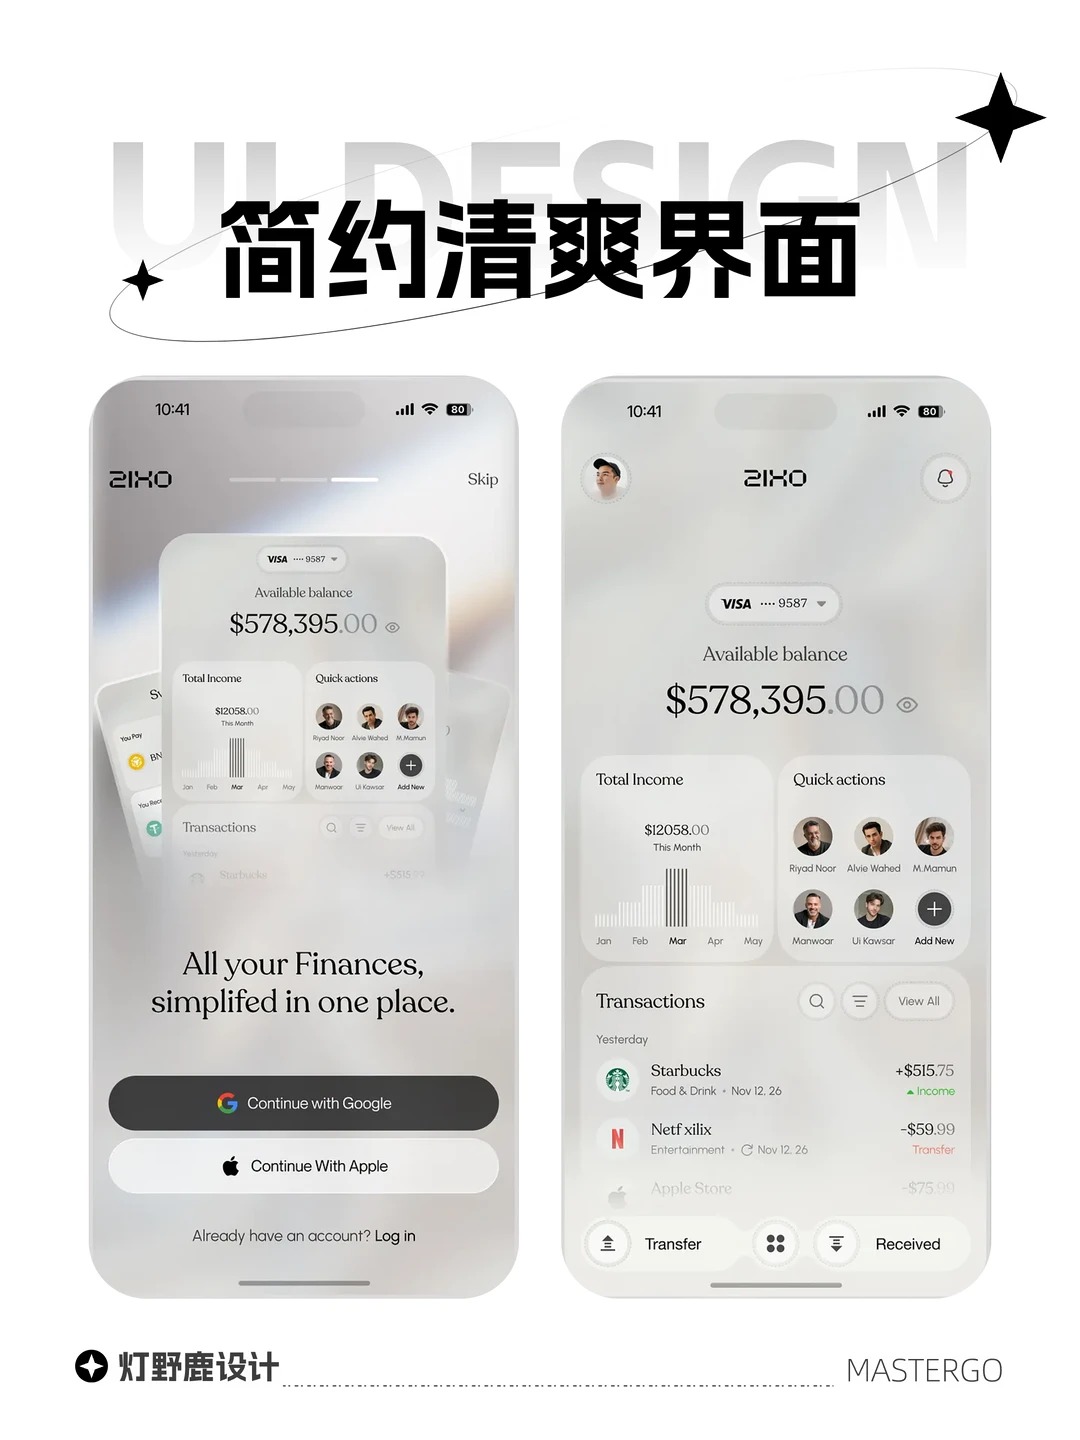 UI DESIGN
简约清爽界面
10:41
80
ZIXO
Skip
VISA ···· 9587
Available balance
$578,395.00
Total Income
$12058.00
This Month
Jan Feb Mar Apr May
Quick actions
Riyad Noor Alvie Wahed M.Mamun
Manwoar Ui Kawsar Add New
You Pay
BN
Transactions
View All
Yesterday
Starbucks
+$515.75
All your Finances,
simplifed in one place.
Continue with Google
Continue With Apple
Already have an account? Log in
10:41
80
ZIXO
VISA ···· 9587
Available balance
$578,395.00
Total Income
$12058.00
This Month
Jan Feb Mar Apr May
Quick actions
Riyad Noor Alvie Wahed M.Mamun
Manwoar Ui Kawsar Add New
Transactions
View All
Yesterday
Starbucks +$515.75
Food & Drink • Nov 12, 26 Income
Netf xilix -$59.99
Entertainment • Nov 12, 26 Transfer
Apple Store -$75.99
Transfer
Received
灯野鹿设计
MASTERGO